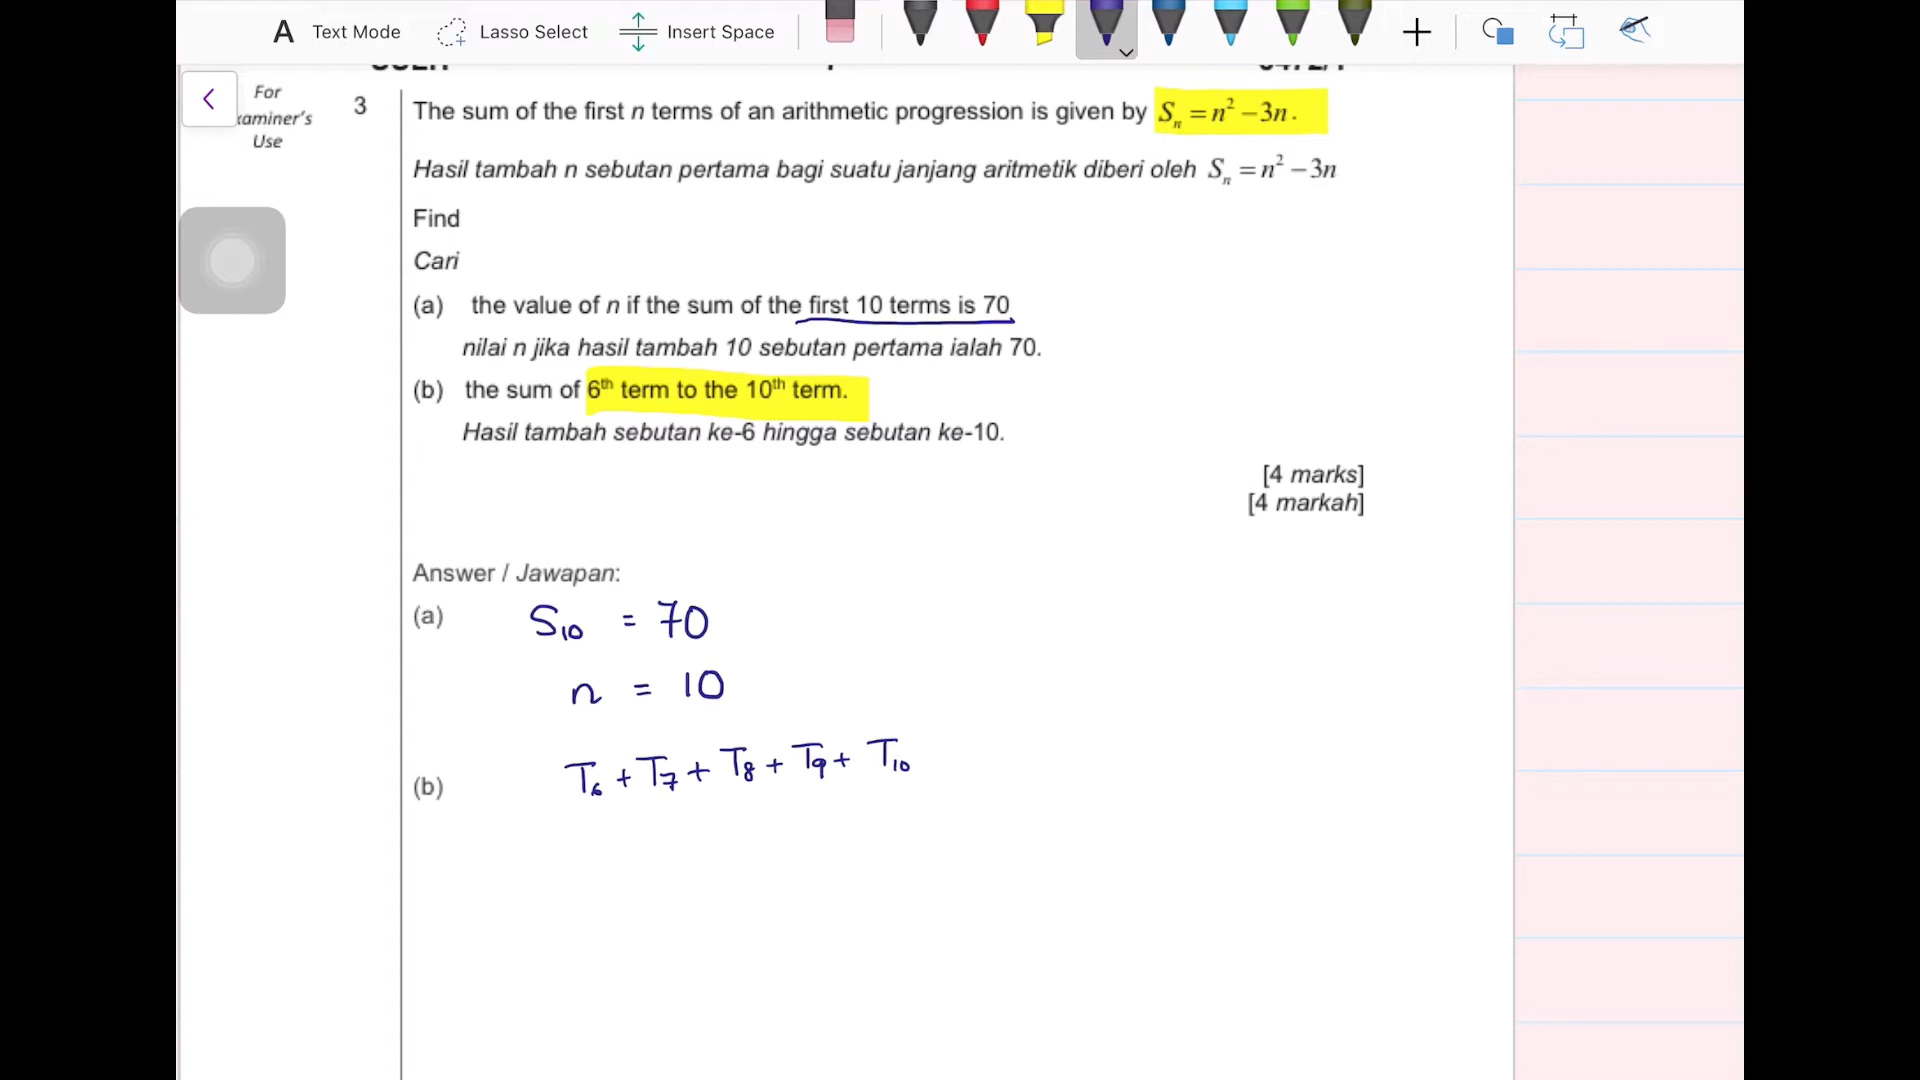 A Text Mode Lasso Select Insert Space
For
xaminer's
Use
3 The sum of the first n terms of an arithmetic progression is given by Sₙ = n² – 3n.
Hasil tambah n sebutan pertama bagi suatu janjang aritmetik diberi oleh Sₙ = n² – 3n
Find
Cari
(a) the value of n if the sum of the first 10 terms is 70
nilai n jika hasil tambah 10 sebutan pertama ialah 70.
(b) the sum of 6th term to the 10th term.
Hasil tambah sebutan ke-6 hingga sebutan ke-10.
[4 marks]
[4 markah]
Answer / Jawapan:
(a) S₁₀ = 70
n = 10
(b) T₆ + T₇ + T₈ + T₉ + T₁₀